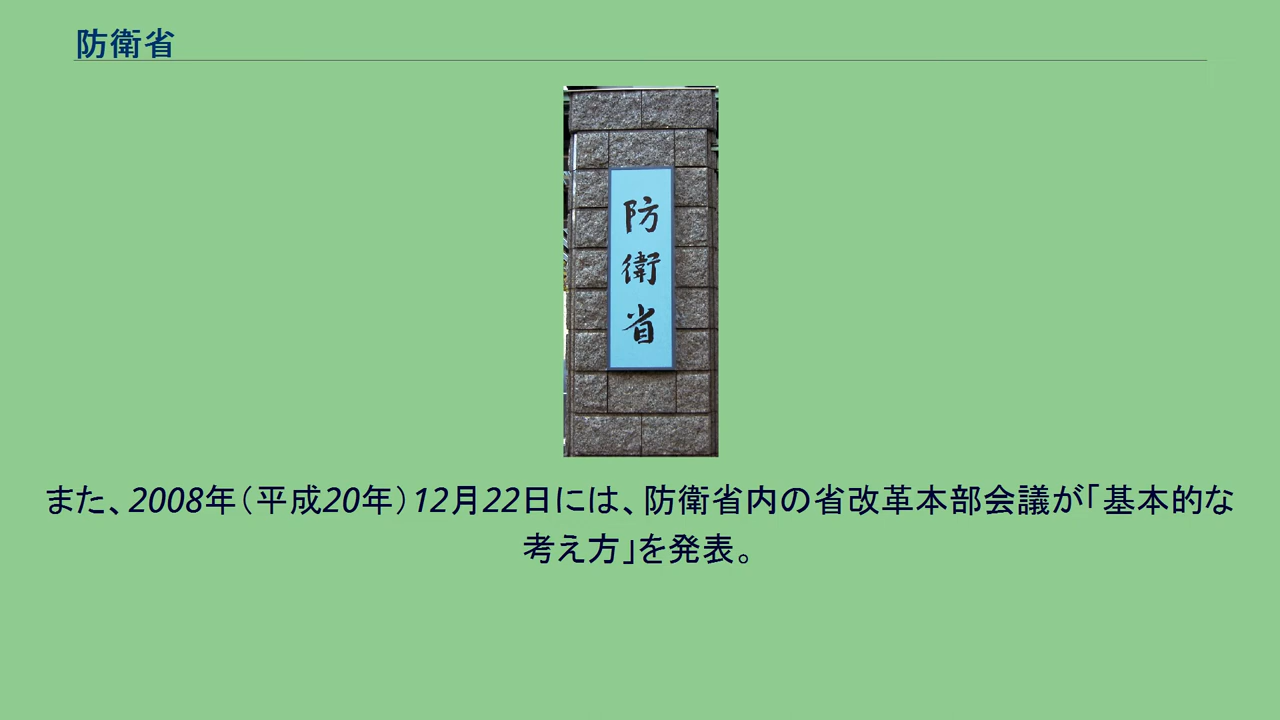 防衛省
防
衛
省
また、2008年（平成20年）12月22日には、防衛省内の省改革本部会議が「基本的な
考え方」を発表。